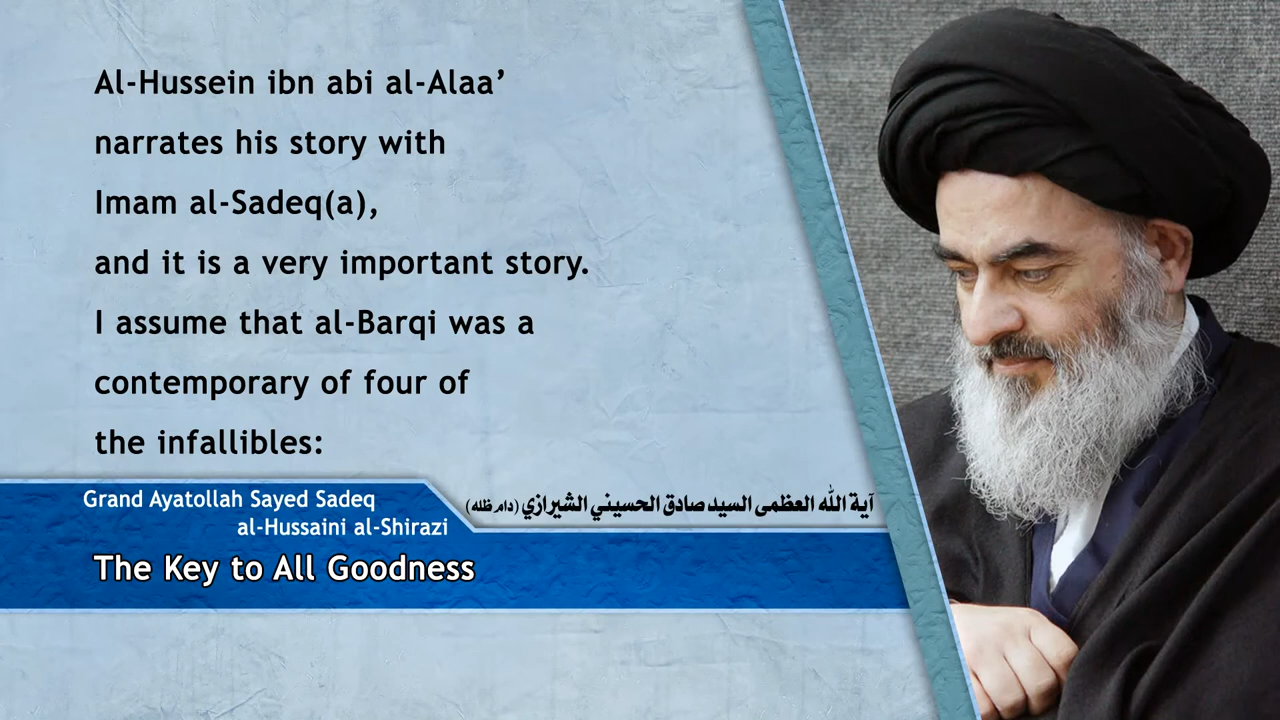 Al-Hussein ibn abi al-Alaa’
narrates his story with
Imam al-Sadeq(a),
and it is a very important story.
I assume that al-Barqi was a
contemporary of four of
the infallibles:
Grand Ayatollah Sayed Sadeq
al-Hussaini al-Shirazi
آية الله العظمى السيد صادق الحسيني الشيرازي (دام ظله)
The Key to All Goodness